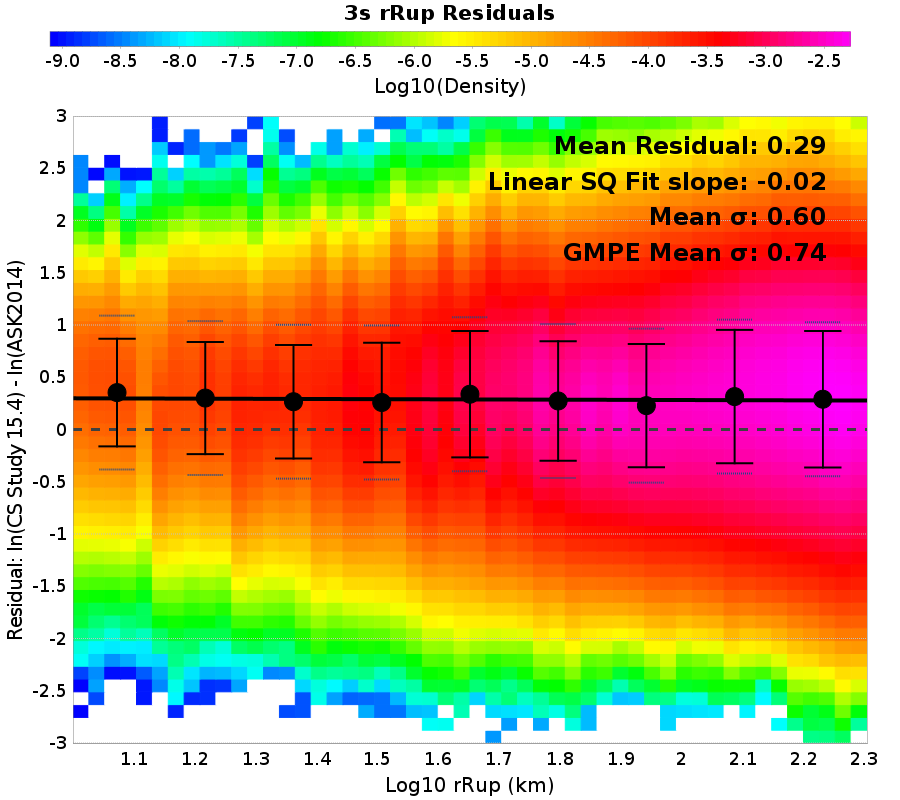 3s rRup Residuals
-9.0 -8.5 -8.0 -7.5 -7.0 -6.5 -6.0 -5.5 -5.0 -4.5 -4.0 -3.5 -3.0 -2.5
Log10(Density)
Mean Residual: 0.29
Linear SQ Fit slope: -0.02
Mean σ: 0.60
GMPE Mean σ: 0.74
Residual: ln(CS Study 15.4) - ln(ASK2014)
3
2.5
2
1.5
1
0.5
0
-0.5
-1
-1.5
-2
-2.5
-3
1.1 1.2 1.3 1.4 1.5 1.6 1.7 1.8 1.9 2 2.1 2.2 2.3
Log10 rRup (km)